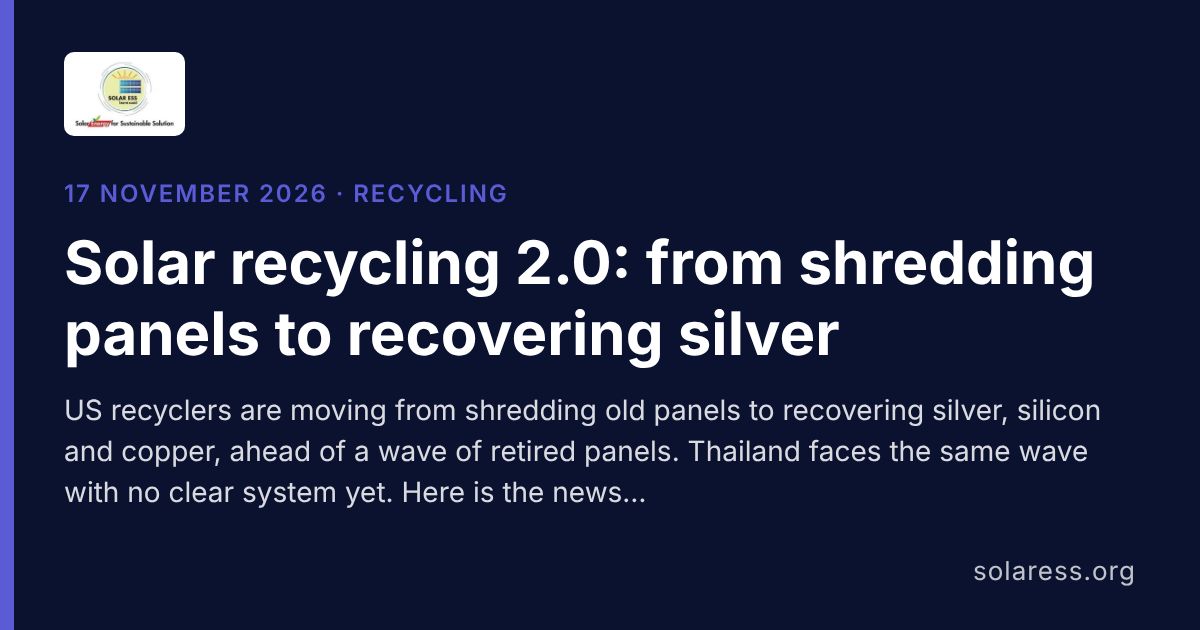 SOLAR ESS
Solar Energy for Sustainable Solution
17 NOVEMBER 2026 · RECYCLING
Solar recycling 2.0: from shredding
panels to recovering silver
US recyclers are moving from shredding old panels to recovering silver, silicon
and copper, ahead of a wave of retired panels. Thailand faces the same wave
with no clear system yet. Here is the news...
solaress.org